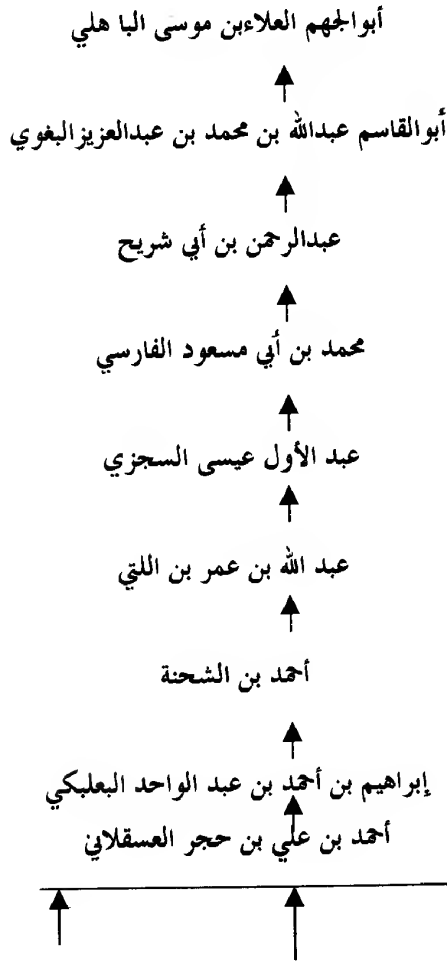 أبوالجهم العلاءبن موسى البا هلي
أبوالقاسم عبدالله بن محمد بن عبدالعزيزالبغوي
عبدالرحمن بن أبي شريح
محمد بن أبي مسعود الفارسي
عبد الأول عيسى السجزي
عبد الله بن عمر بن اللتي
أحمد بن الشحنة
إبراهيم بن أحمد بن عبد الواحد البعلبكي
أحمد بن علي بن حجر العسقلاني